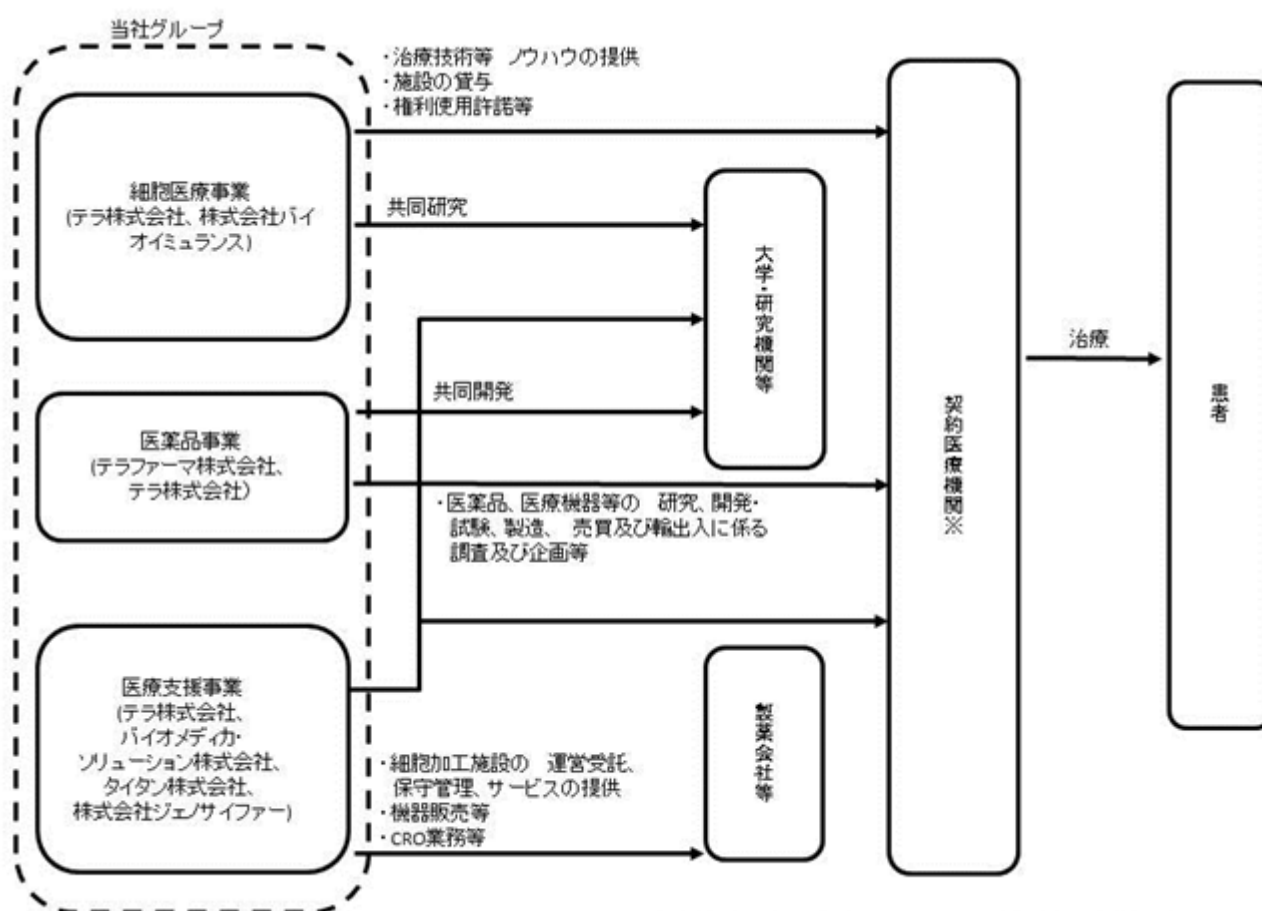 当社グループ
・治療技術等 ノウハウの提供
・施設の貸与
・権利使用許諾等
細胞医療事業
(テラ株式会社、株式会社バイ
オイミュランス)
共同研究
大学・研究機関等
共同開発
医薬品事業
(テラファーマ株式会社、
テラ株式会社)
・医薬品、医療機器等の 研究、開発・
試験、製造、 売買及び輸出入に係る
調査及び企画等
契約医療機関※
治療
患者
医療支援事業
(テラ株式会社、
バイオメディカ・
ソリューション株式会社、
タイタン株式会社、
株式会社ジェノサイファー)
・細胞加工施設の 運営受託、
保守管理、サービスの提供
・機器販売等
・CRO業務等
製薬会社等